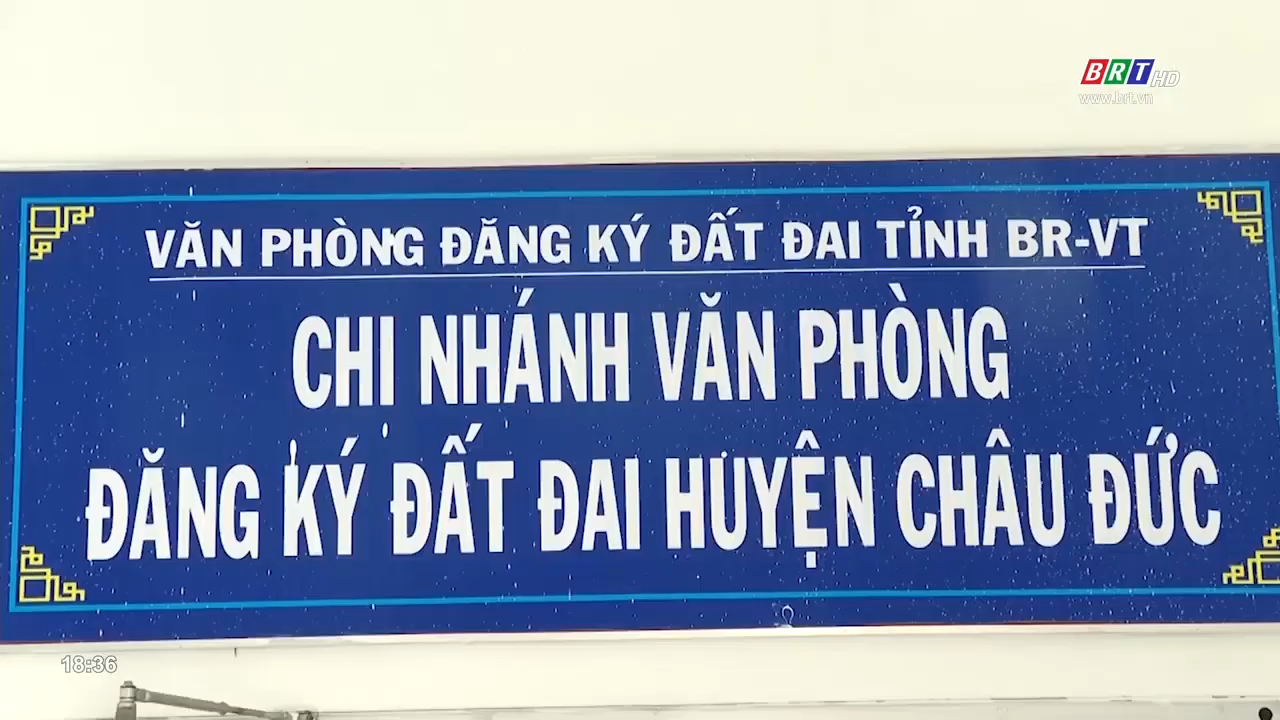 BRT HD
www.brt.vn
VĂN PHÒNG ĐĂNG KÝ ĐẤT ĐAI TỈNH BR-VT
CHI NHÁNH VĂN PHÒNG
ĐĂNG KÝ ĐẤT ĐAI HUYỆN CHÂU ĐỨC
18:36